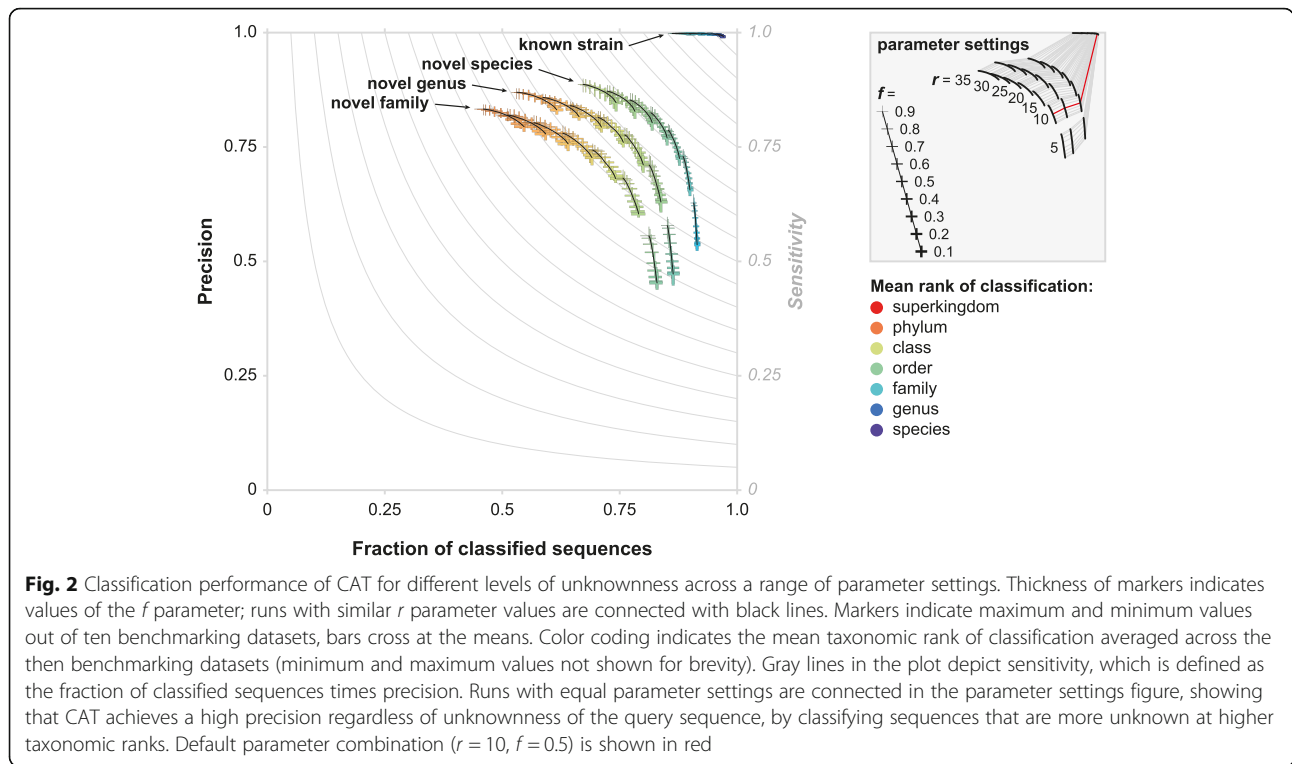 1.0
0.75
0.5
0.25
0
Precision
0
0.25
0.5
0.75
1.0
Fraction of classified sequences
1.0
0.75
0.5
0.25
0
Sensitivity
known strain
novel species
novel genus
novel family
parameter settings
r = 35
30
25
20
15
10
5
f =
0.9
0.8
0.7
0.6
0.5
0.4
0.3
0.2
0.1
Mean rank of classification:
superkingdom
phylum
class
order
family
genus
species
Fig. 2 Classification performance of CAT for different levels of unknownness across a range of parameter settings. Thickness of markers indicates
values of the f parameter; runs with similar r parameter values are connected with black lines. Markers indicate maximum and minimum values
out of ten benchmarking datasets, bars cross at the means. Color coding indicates the mean taxonomic rank of classification averaged across the
then benchmarking datasets (minimum and maximum values not shown for brevity). Gray lines in the plot depict sensitivity, which is defined as
the fraction of classified sequences times precision. Runs with equal parameter settings are connected in the parameter settings figure, showing
that CAT achieves a high precision regardless of unknownness of the query sequence, by classifying sequences that are more unknown at higher
taxonomic ranks. Default parameter combination (r = 10, f = 0.5) is shown in red